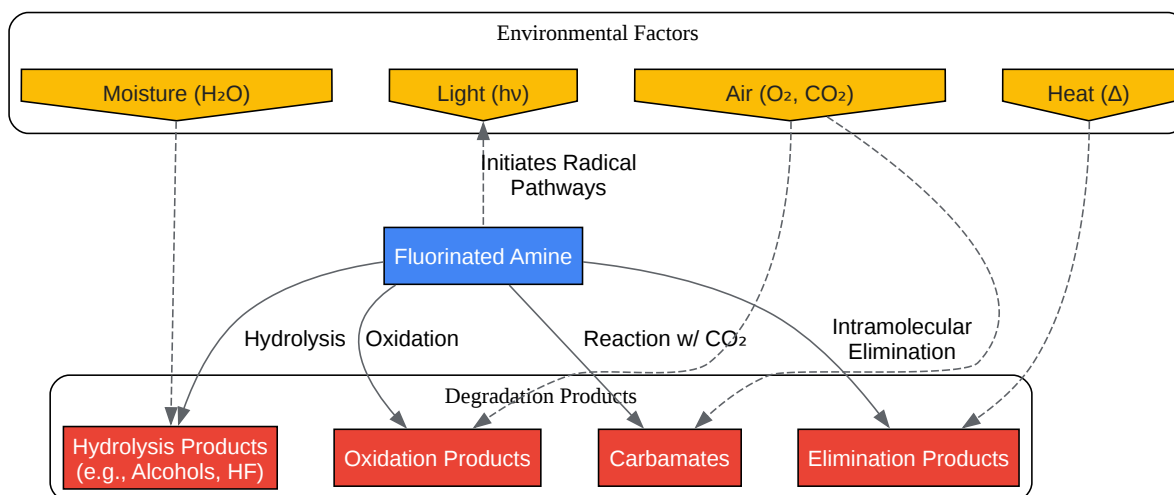 Environmental Factors
Moisture (H₂O)
Light (hν)
Air (O₂, CO₂)
Heat (Δ)
Initiates Radical
Pathways
Fluorinated Amine
Hydrolysis
Oxidation
Reaction w/ CO₂
Intramolecular
Elimination
Degradation Products
Hydrolysis Products
(e.g., Alcohols, HF)
Oxidation Products
Carbamates
Elimination Products